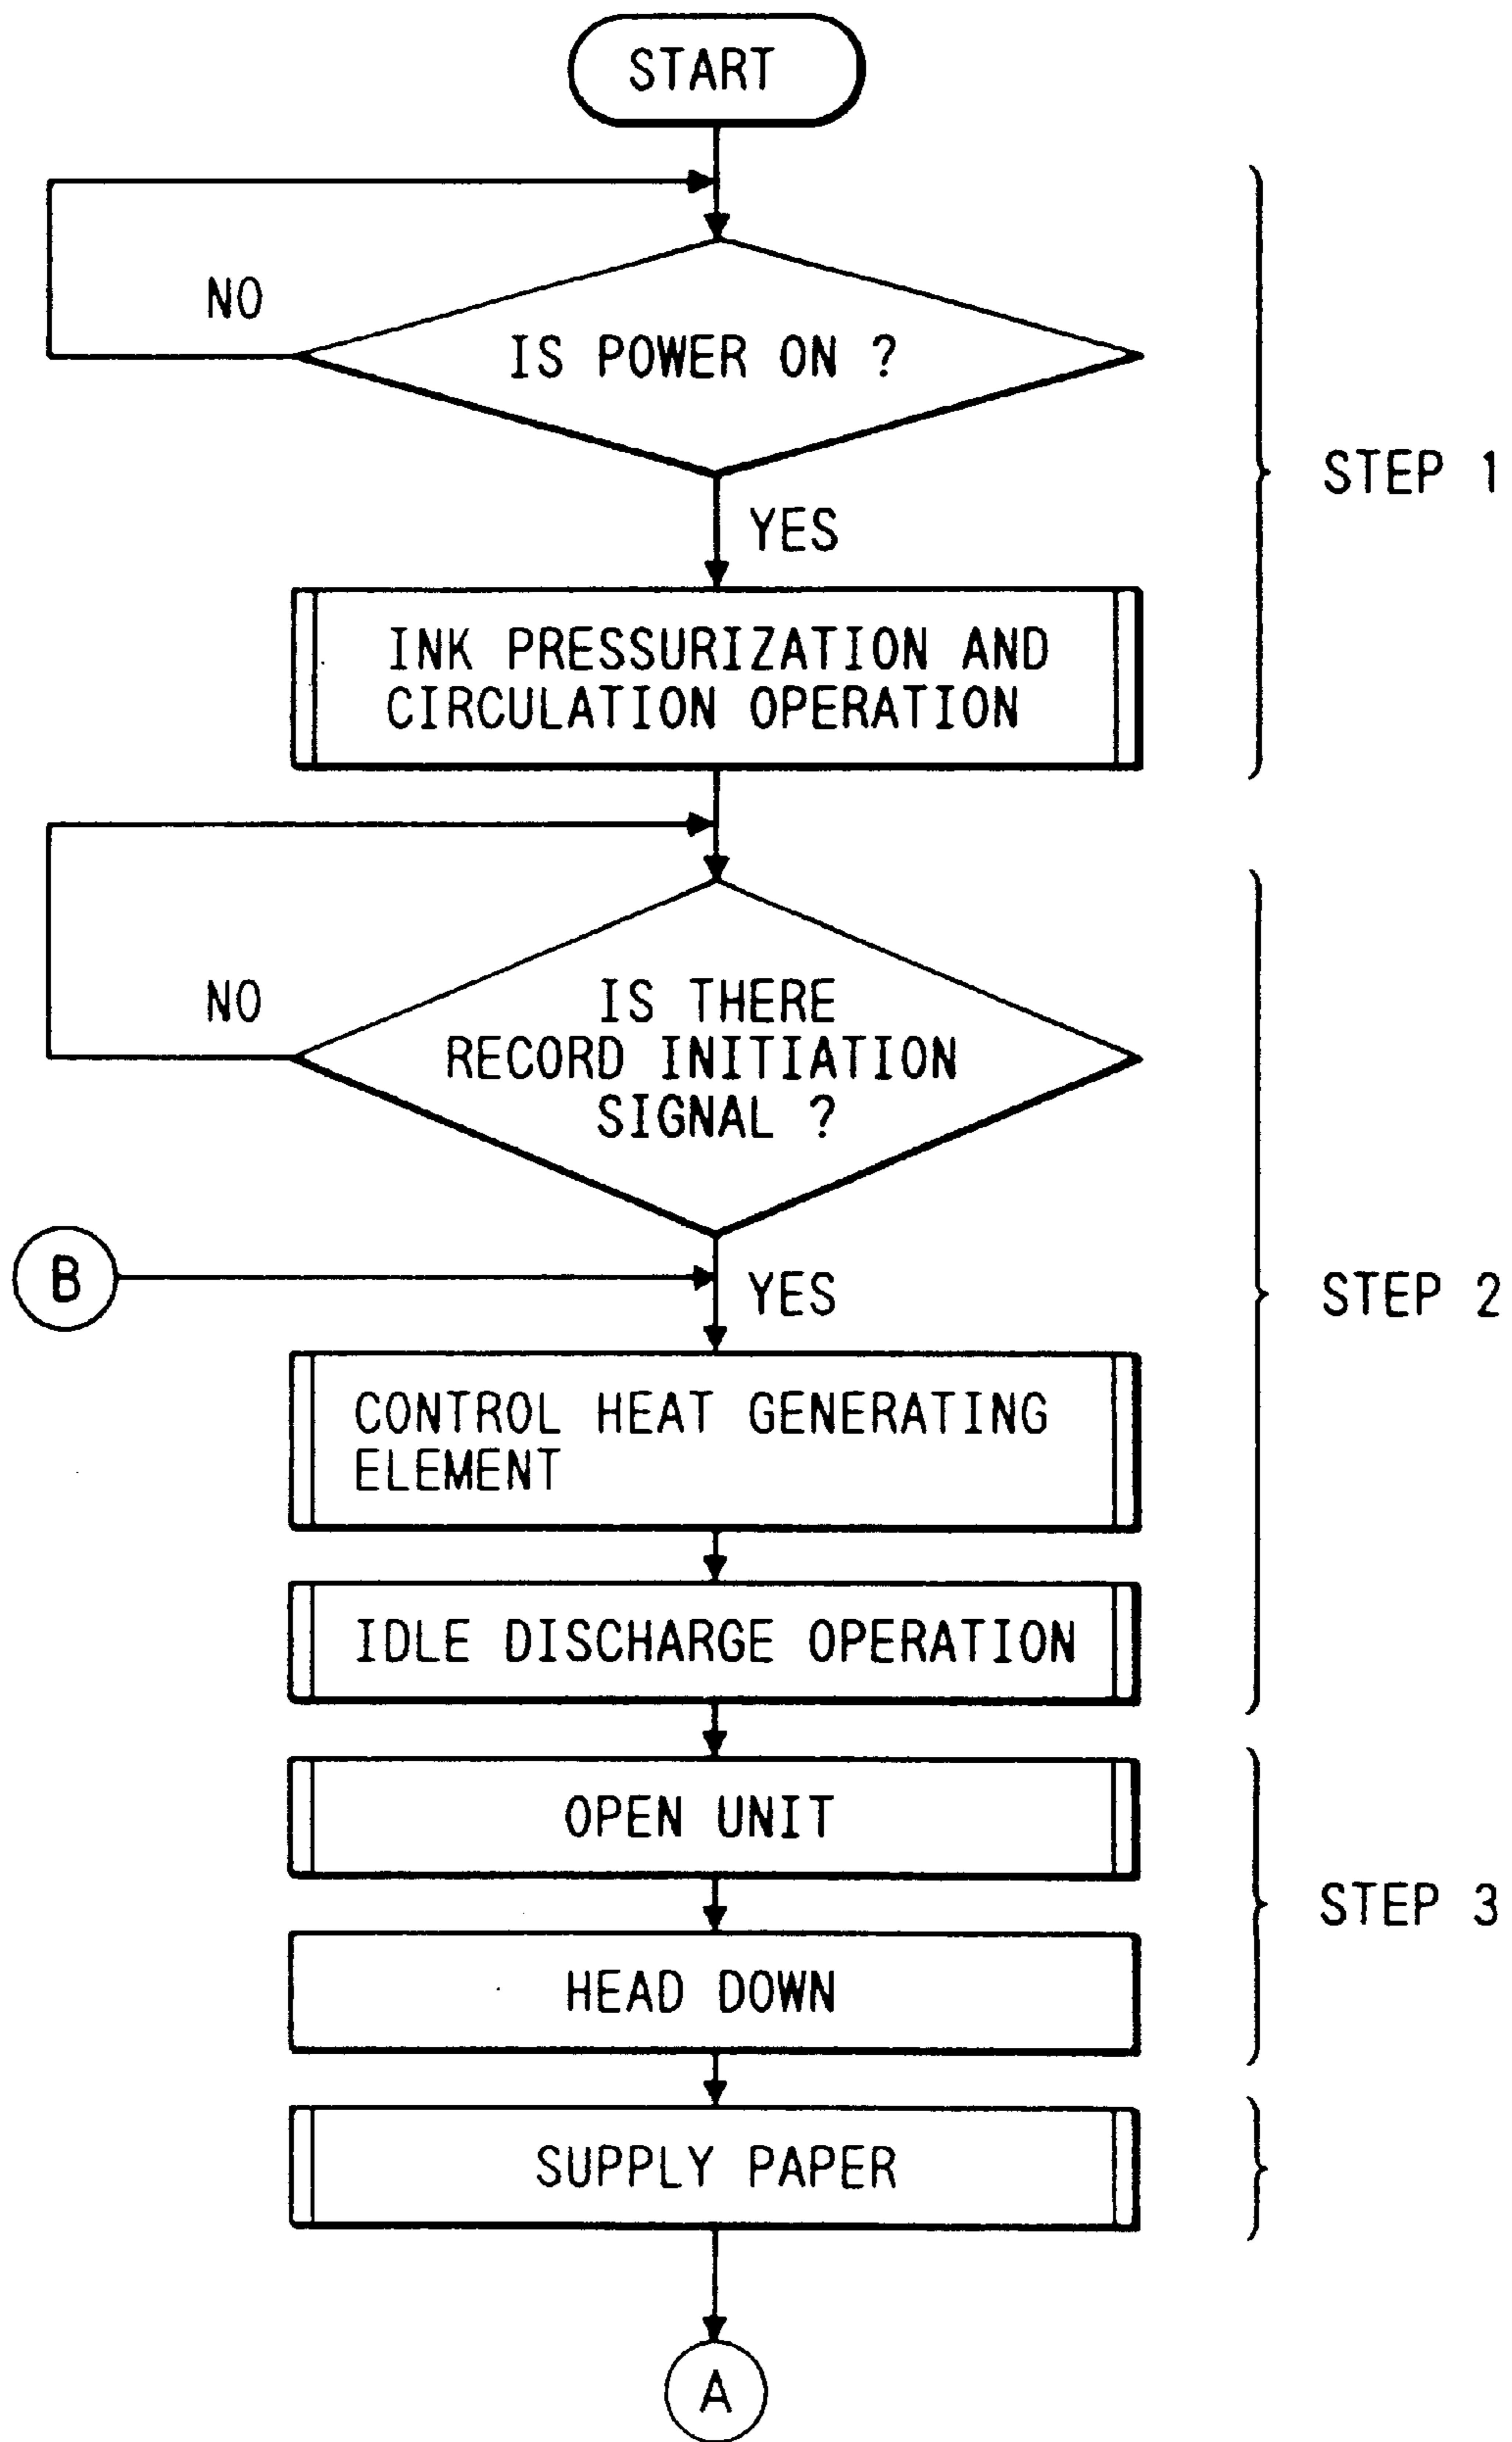 START
NO
IS POWER ON ?
STEP 1
YES
INK PRESSURIZATION AND
CIRCULATION OPERATION
NO
IS THERE
RECORD INITIATION
SIGNAL ?
B
YES
STEP 2
CONTROL HEAT GENERATING
ELEMENT
IDLE DISCHARGE OPERATION
OPEN UNIT
STEP 3
HEAD DOWN
SUPPLY PAPER
A